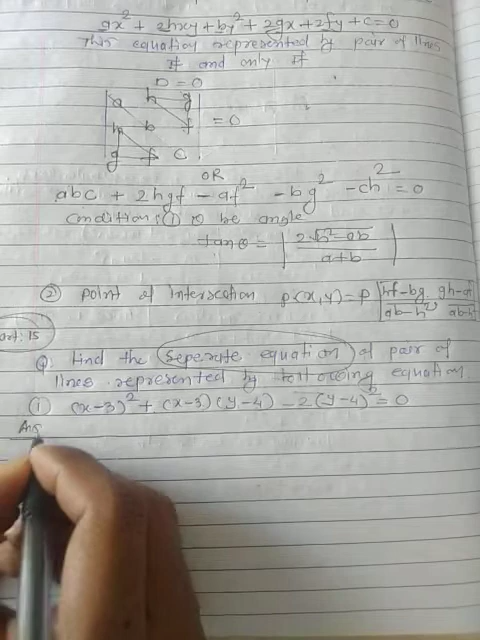 ax² + 2hxy + by² + 2gx + 2fy + c = 0
This equation represented by pair of lines
if and only if
D = 0
| a h g |
| h b f | = 0
| g f c |
OR
abc + 2hgf - af² - bg² - ch² = 0
condition: ① to be angle
tan θ = | 2√h² - ab / a + b |
② point of intersection P(x, y) = P [ hf - bg / ab - h², gh - af / ab - h
art: 15
Q. find the seperate equation of pair of
lines represented by following equation.
① (x-3)² + (x-3)(y-4) - 2(y-4)² = 0
Ans